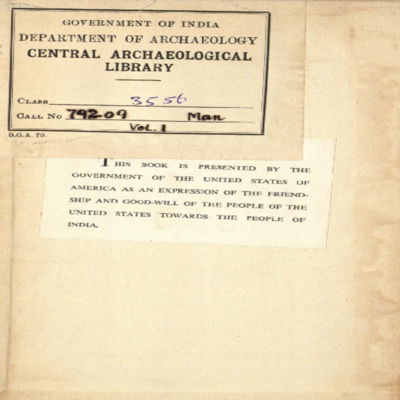 GOVERNMENT OF INDIA
DEPARTMENT OF ARCHAEOLOGY
CENTRAL ARCHAEOLOGICAL
LIBRARY
CLASS 3556
CALL NO 792.09 Man
Vol. 1
D.G.A. 79.
THIS BOOK IS PRESENTED BY THE
GOVERNMENT OF THE UNITED STATES OF
AMERICA AS AN EXPRESSION OF THE FRIEND-
SHIP AND GOOD-WILL OF THE PEOPLE OF THE
UNITED STATES TOWARDS THE PEOPLE OF
INDIA.